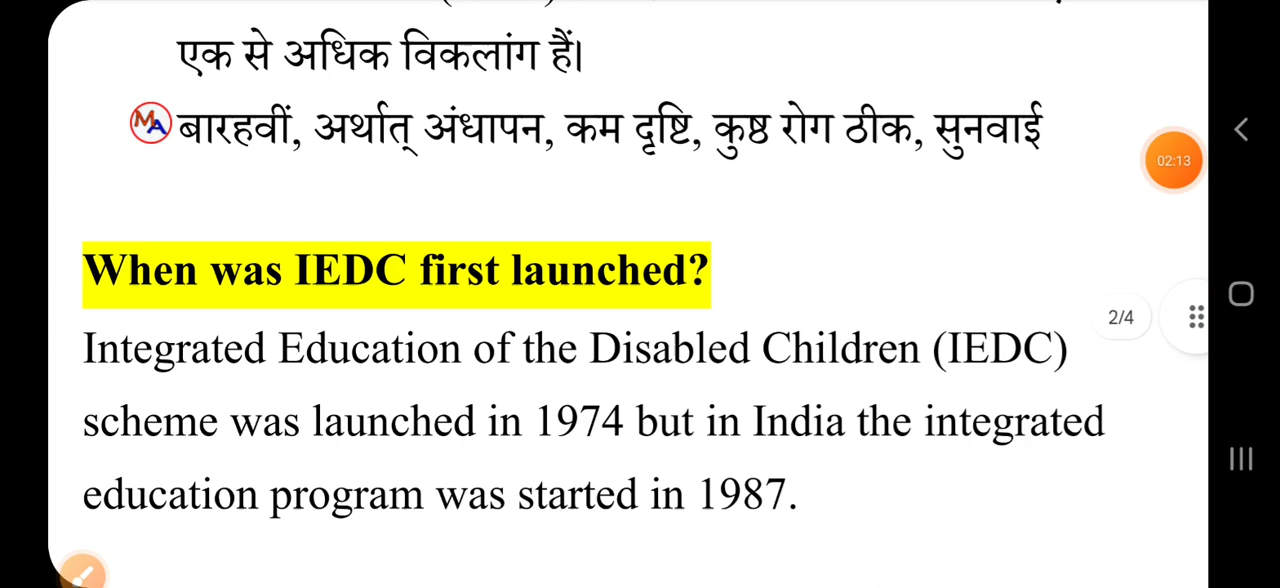 एक से अधिक विकलांग हैं।
MA बारहवीं, अर्थात् अंधापन, कम दृष्टि, कुष्ठ रोग ठीक, सुनवाई
02:13
When was IEDC first launched?
2/4
Integrated Education of the Disabled Children (IEDC)
scheme was launched in 1974 but in India the integrated
education program was started in 1987.